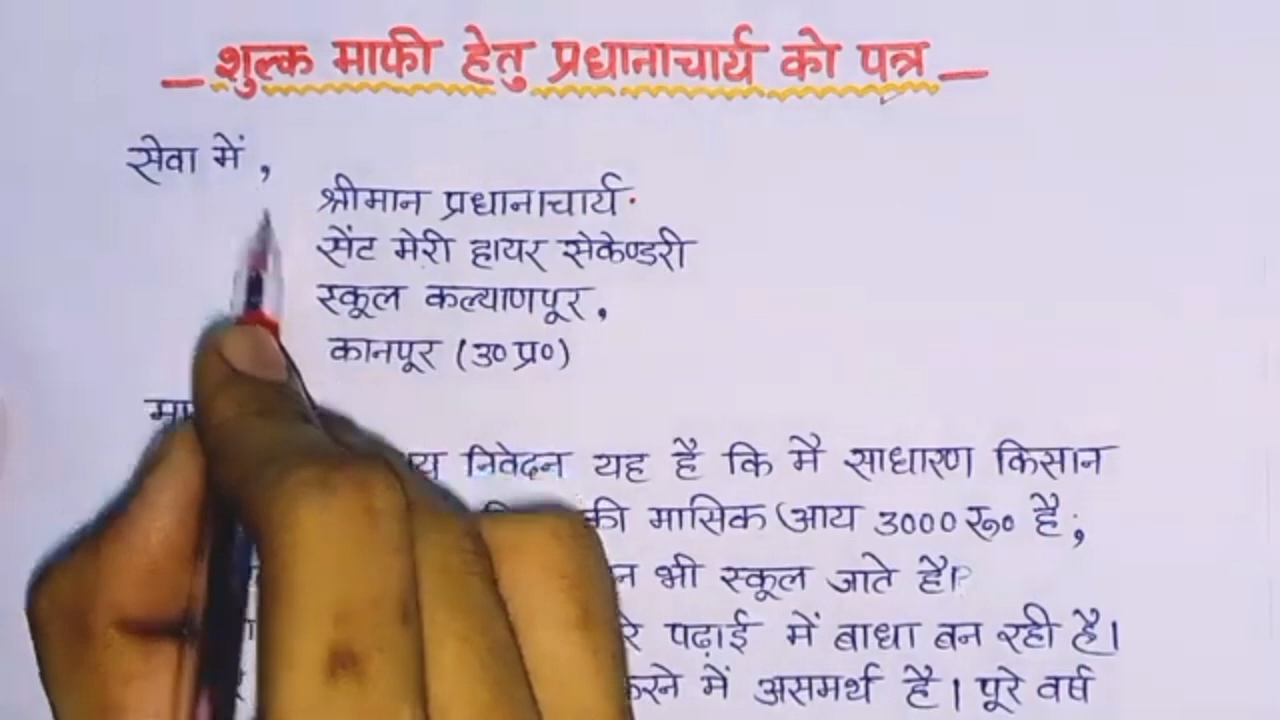 शुल्क माफी हेतु प्रधानाचार्य को पत्र
सेवा में ,
श्रीमान प्रधानाचार्य
सेंट मेरी हायर सेकेण्डरी
स्कूल कल्याणपूर ,
कानपूर (उ० प्र०)
निवेदन यह है कि मै साधारण किसान
की मासिक आय 3000 रू० है ;
भी स्कूल जाते है।
पढ़ाई में बाधा बन रही है।
में असमर्थ है। पूरे वर्ष